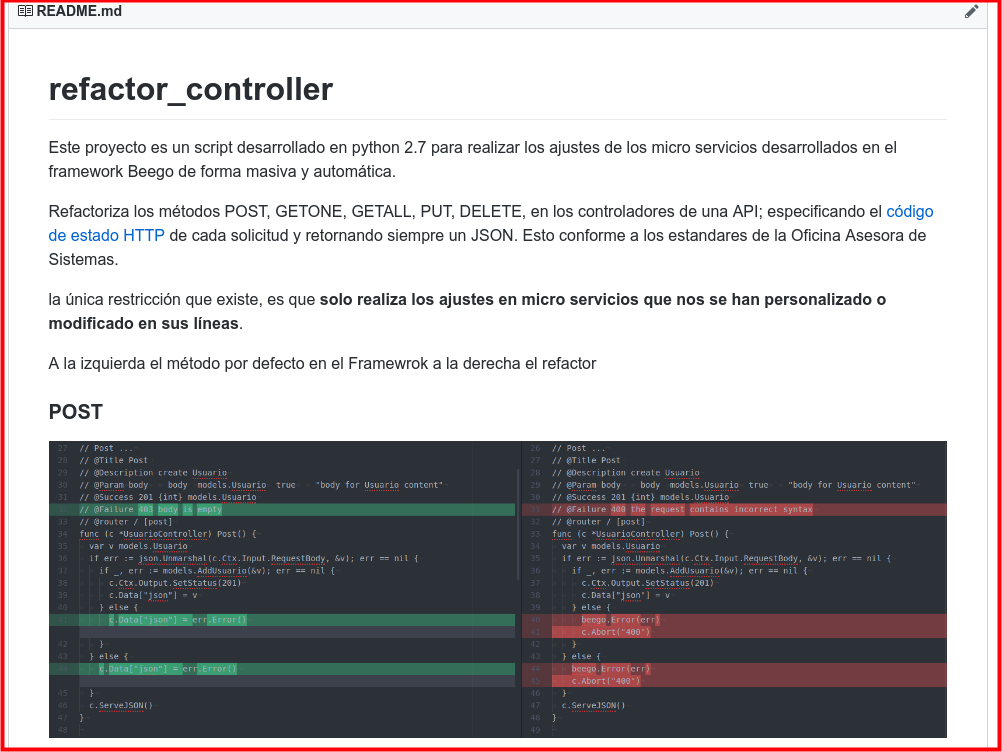 README.md
refactor_controller
Este proyecto es un script desarrollado en python 2.7 para realizar los ajustes de los micro servicios desarrollados en el
framework Beego de forma masiva y automática.
Refactoriza los métodos POST, GETONE, GETALL, PUT, DELETE, en los controladores de una API; especificando el código
de estado HTTP de cada solicitud y retornando siempre un JSON. Esto conforme a los estandares de la Oficina Asesora de
Sistemas.
la única restricción que existe, es que solo realiza los ajustes en micro servicios que nos se han personalizado o
modificado en sus líneas.
A la izquierda el método por defecto en el Framewrok a la derecha el refactor
POST
27 // Post ...
28 // @Title Post
29 // @Description create Usuario
30 // @Param body body models.Usuario true "body for Usuario content"
31 // @Success 201 {int} models.Usuario
32 // @Failure 403 body is empty
33 // @router / [post]
34 func (c *UsuarioController) Post() {
35 var v models.Usuario
36 if err := json.Unmarshal(c.Ctx.Input.RequestBody, &v); err == nil {
37 if _, err := models.AddUsuario(&v); err == nil {
38 c.Ctx.Output.SetStatus(201)
39 c.Data["json"] = v
40 } else {
41 c.Data["json"] = err.Error()
42 }
43 } else {
44 c.Data["json"] = err.Error()
45 }
46 c.ServeJSON()
47 }
48
26 // Post ...
27 // @Title Post
28 // @Description create Usuario
29 // @Param body body models.Usuario true "body for Usuario content"
30 // @Success 201 {int} models.Usuario
31 // @Failure 400 the request contains incorrect syntax
32 // @router / [post]
33 func (c *UsuarioController) Post() {
34 var v models.Usuario
35 if err := json.Unmarshal(c.Ctx.Input.RequestBody, &v); err == nil {
36 if _, err := models.AddUsuario(&v); err == nil {
37 c.Ctx.Output.SetStatus(201)
38 c.Data["json"] = v
39 } else {
40 beego.Error(err)
41 c.Abort("400")
42 }
43 } else {
44 beego.Error(err)
45 c.Abort("400")
46 }
47 c.ServeJSON()
48 }
49